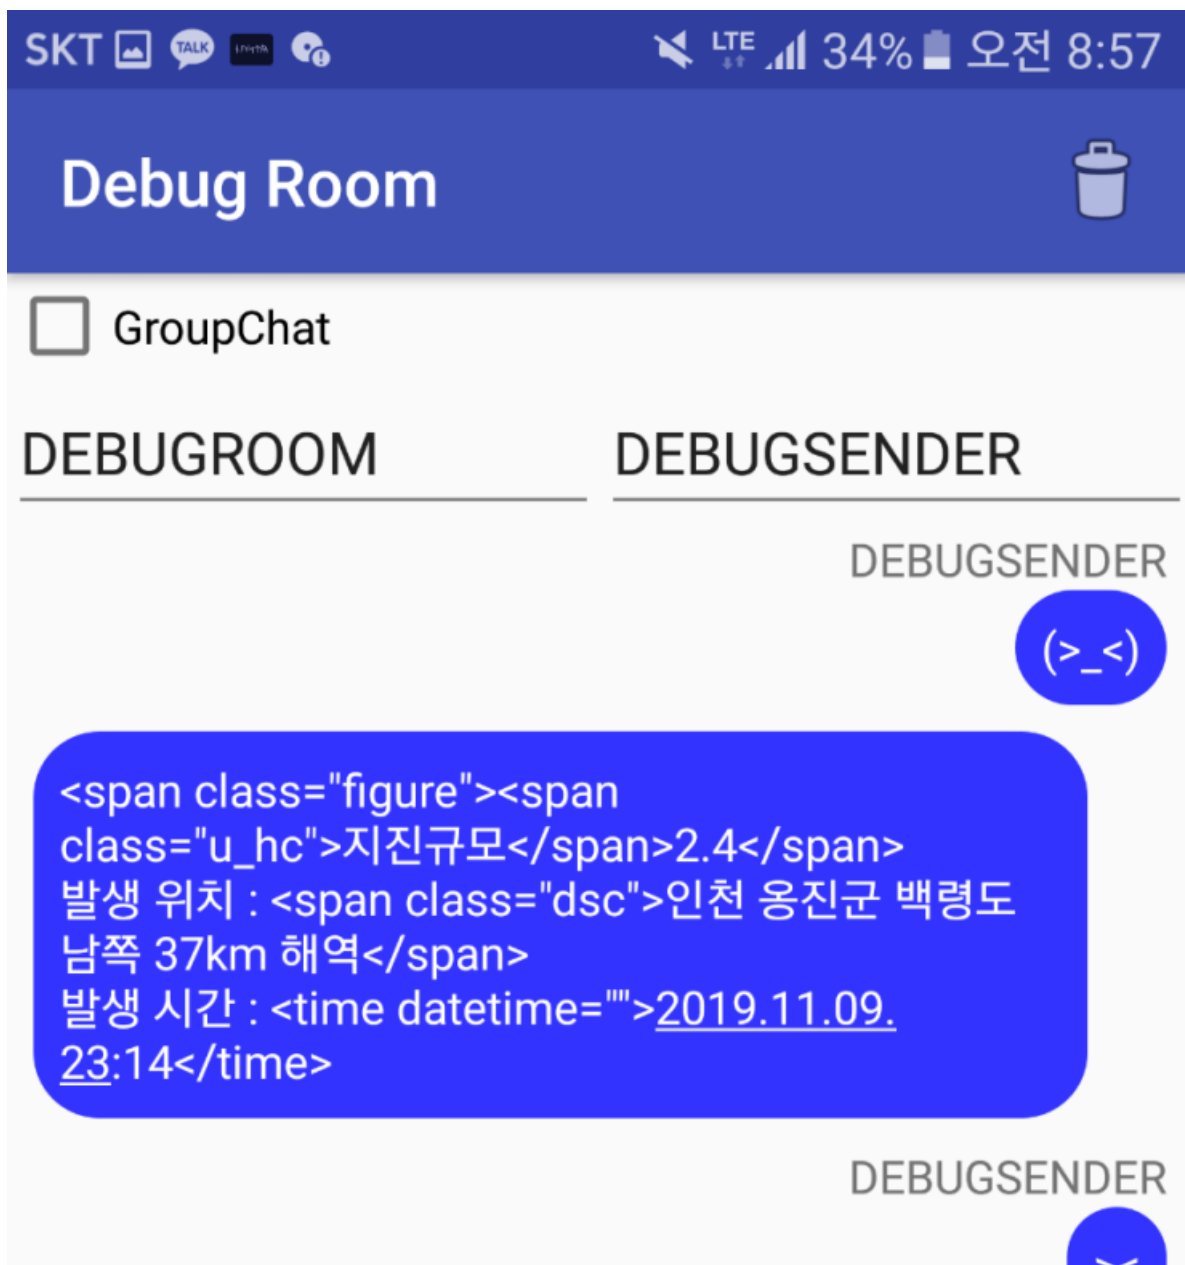 SKT TALK LTE 34% 오전 8:57
Debug Room
GroupChat
DEBUGROOM DEBUGSENDER
DEBUGSENDER
(>_<)
<span class="figure"><span
class="u_hc">지진규모</span>2.4</span>
발생 위치 : <span class="dsc">인천 옹진군 백령도
남쪽 37km 해역</span>
발생 시간 : <time datetime="">2019.11.09.
23:14</time>
DEBUGSENDER